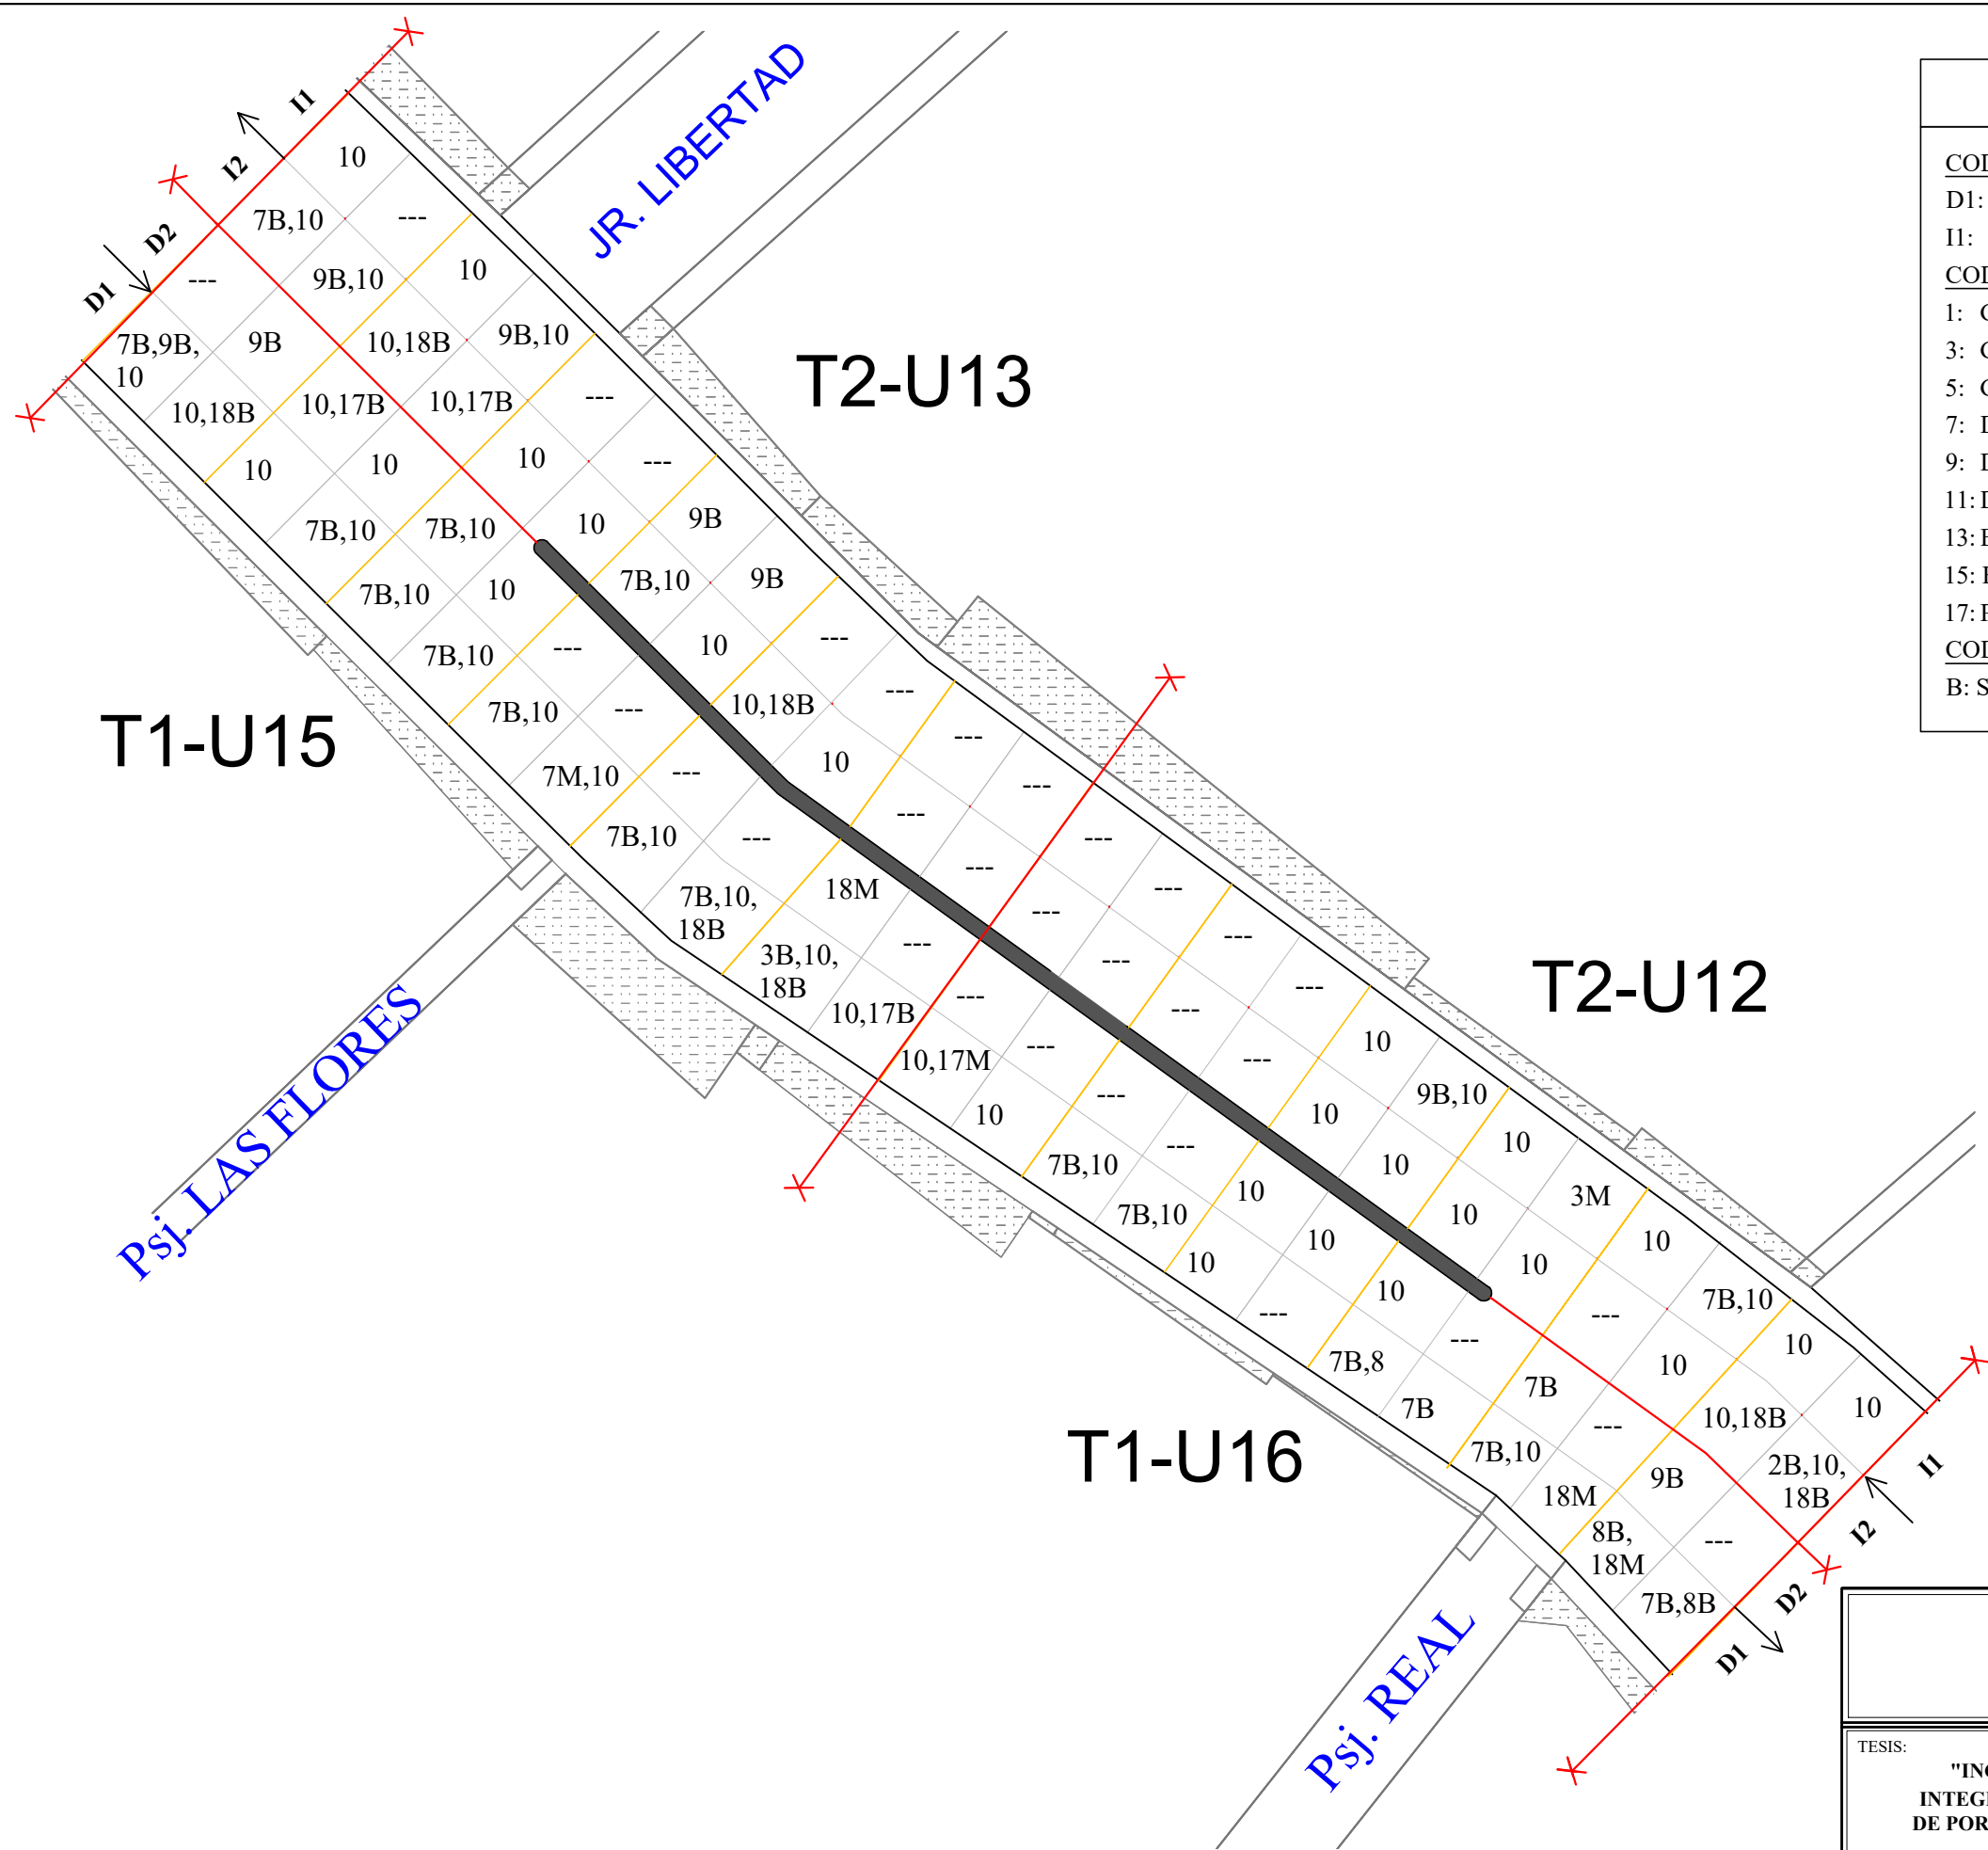 I1
I2
D2
D1
10
7B,10
---
---
9B,10
10
7B,9B,
10
9B
10,18B
9B,10
10,18B
10,17B
10,17B
---
10
10
10
---
7B,10
7B,10
10
9B
7B,10
10
7B,10
9B
7B,10
---
10
---
7B,10
---
10,18B
---
7M,10
---
10
---
7B,10
---
---
---
7B,10,
18B
18M
---
---
3B,10,
18B
---
---
---
10,17B
---
---
---
10,17M
---
---
---
10
---
---
10
7B,10
---
10
9B,10
7B,10
10
10
10
10
10
10
3M
---
10
10
10
7B,8
---
---
7B,10
7B
7B
10
10
7B,10
---
10,18B
10
18M
9B
2B,10,
18B
8B,
18M
---
7B,8B
I1
I2
D2
D1
JR. LIBERTAD
T2-U13
T1-U15
T2-U12
Psj. LAS FLORES
T1-U16
Psj. REAL
D1:
I1:
1:
3:
5:
7:
9:
11:
13:
15:
17:
B: S
TESIS:
INTEG
DE POR